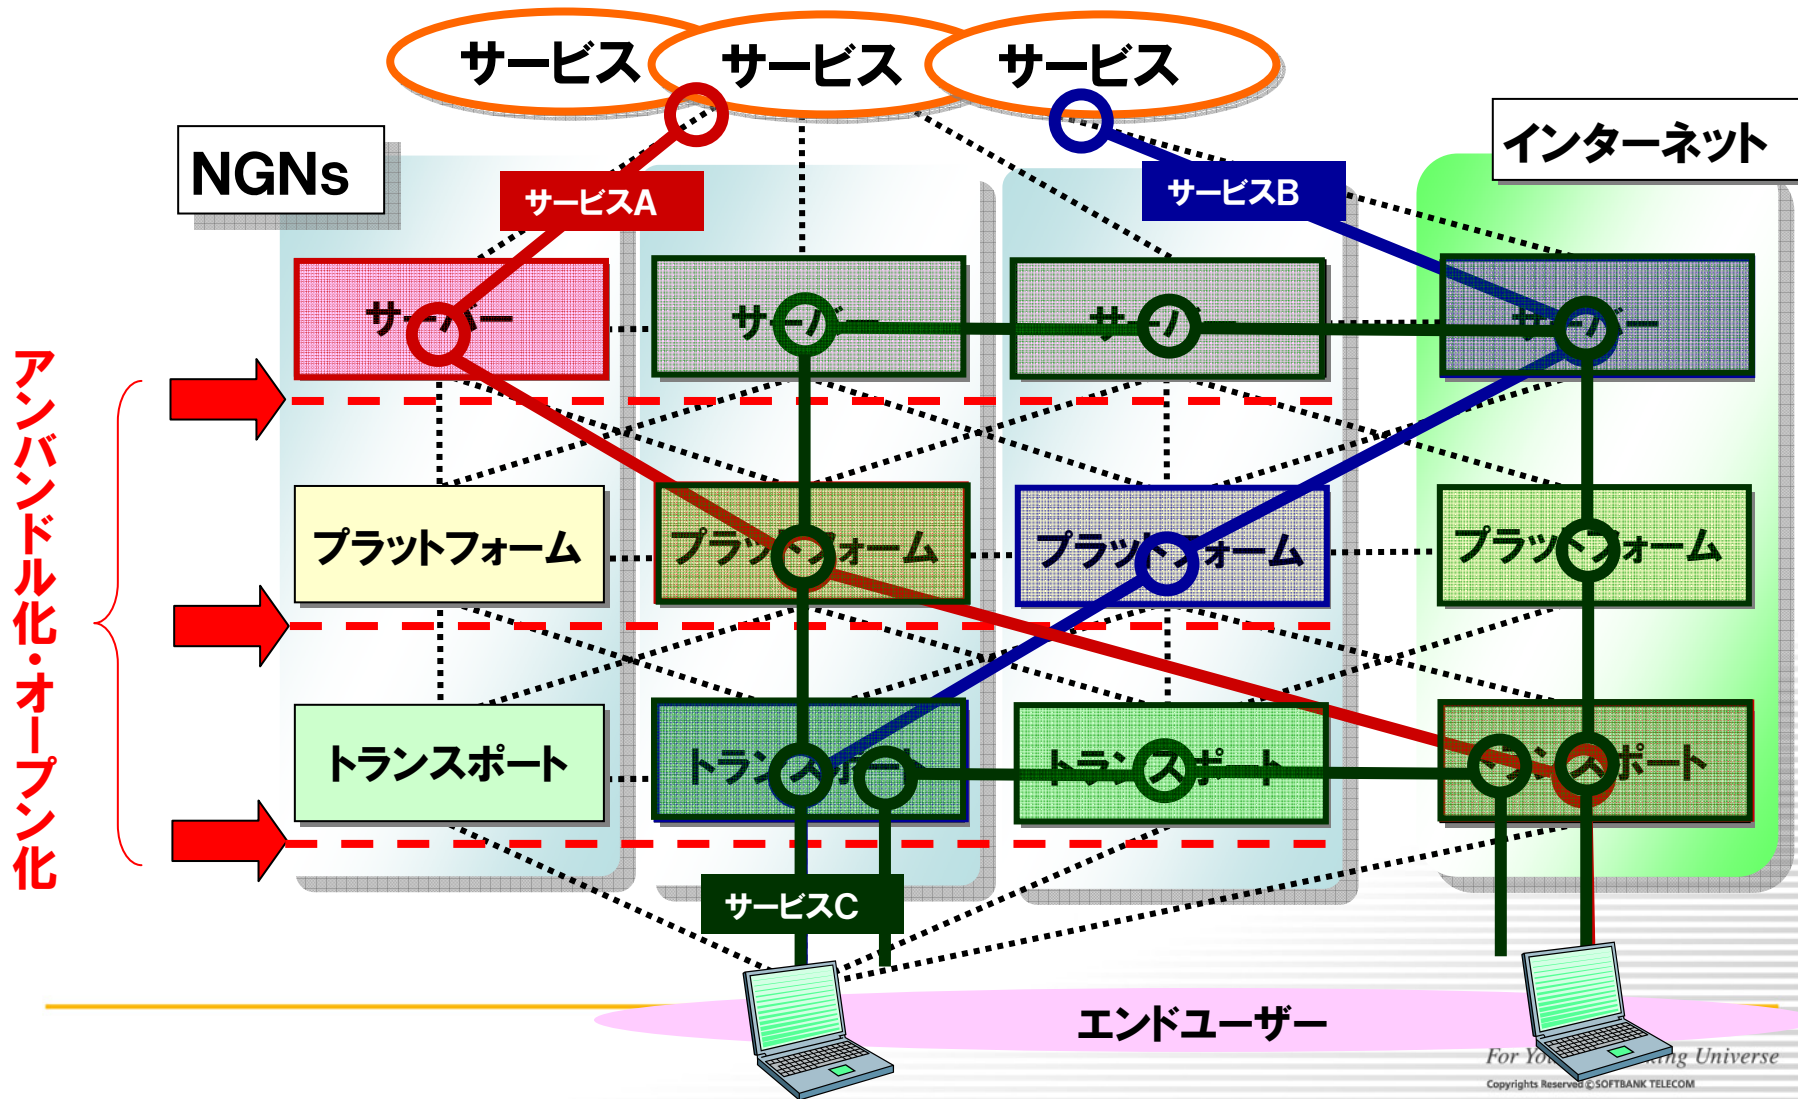 サービス サービス サービス
NGNs
インターネット
サービスA
サービスB
サーバー サーバー サーバー サーバー
アンバンドル化・オープン化
プラットフォーム プラットフォーム プラットフォーム プラットフォーム
トランスポート トランスポート トランスポート トランスポート
サービスC
エンドユーザー
For Yo ing Universe
Copyrights Reserved © SOFTBANK TELECOM